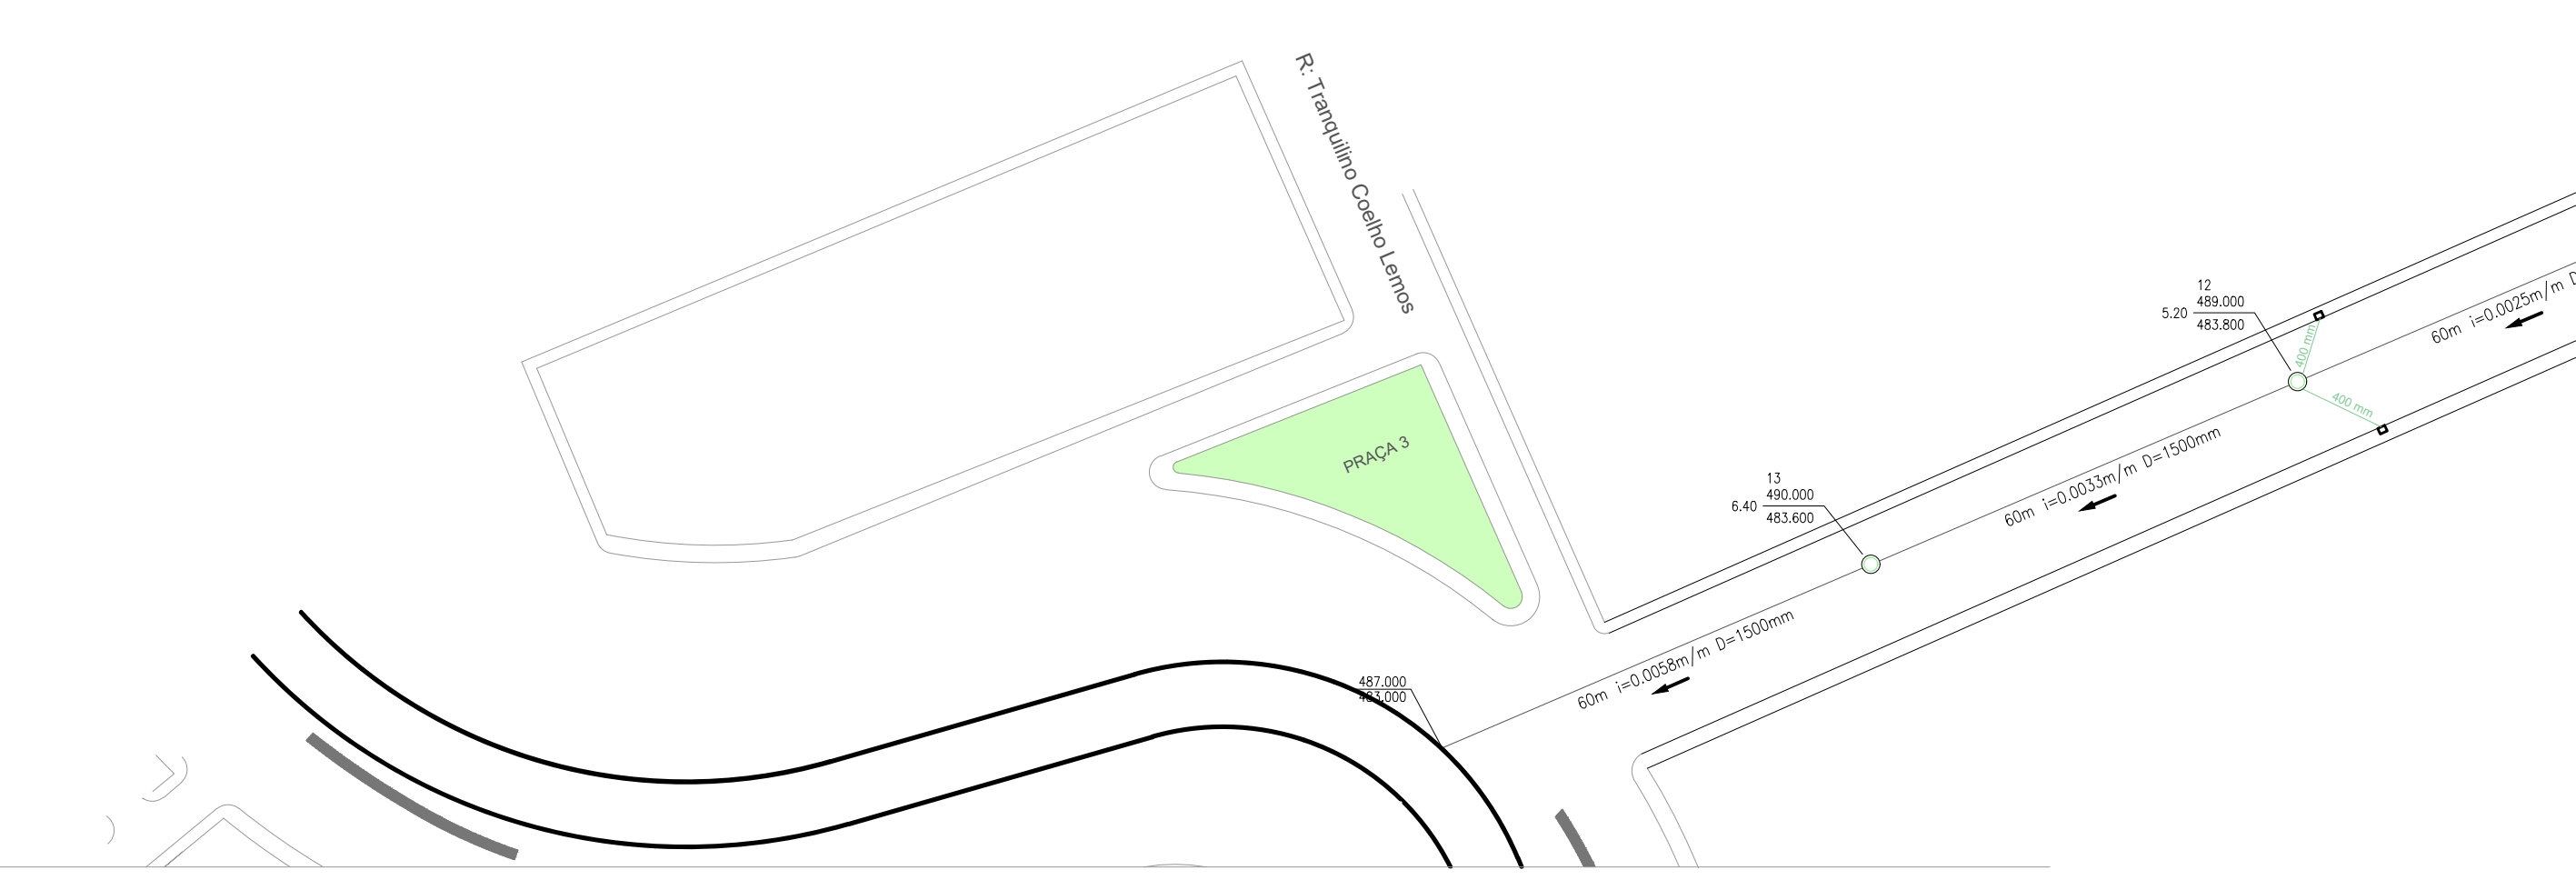 R: Tranquilino Coelho Lemos
12
489.000
5.20
483.800
400 mm
60m i=0.0025m/m D
400 mm
PRAÇA 3
60m i=0.0033m/m D=1500mm
13
490.000
6.40
483.600
60m i=0.0058m/m D=1500mm
487.000
483.000